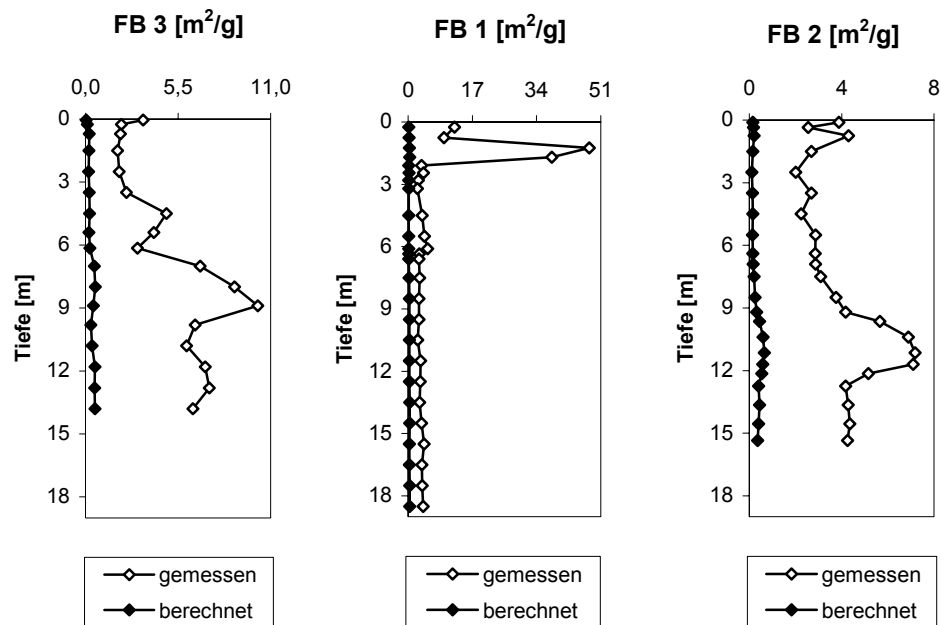 FB 3 [m²/g]
0,0 5,5 11,0
0
3
6
9
12
15
18
Tiefe [m]
gemessen
berechnet
FB 1 [m²/g]
0 17 34 51
0
3
6
9
12
15
18
Tiefe [m]
gemessen
berechnet
FB 2 [m²/g]
0 4 8
0
3
6
9
12
15
18
Tiefe [m]
gemessen
berechnet